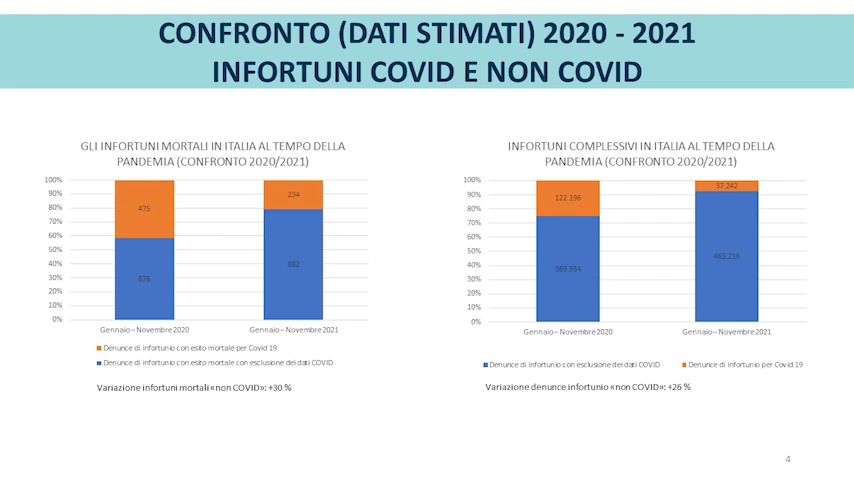 CONFRONTO (DATI STIMATI) 2020 - 2021
INFORTUNI COVID E NON COVID
GLI INFORTUNI MORTALI IN ITALIA AL TEMPO DELLA
PANDEMIA (CONFRONTO 2020/2021)
100%
90%
80%
70%
60%
50%
40%
30%
20%
10%
0%
475
676
234
882
Gennaio – Novembre 2020
Gennaio – Novembre 2021
Denunce di infortunio con esito mortale per Covid 19
Denunce di infortunio con esito mortale con esclusione dei dati COVID
Variazione infortuni mortali «non COVID»: +30 %
INFORTUNI COMPLESSIVI IN ITALIA AL TEMPO DELLA
PANDEMIA (CONFRONTO 2020/2021)
100%
90%
80%
70%
60%
50%
40%
30%
20%
10%
0%
122.196
37.242
Gennaio – Novembre 2020
Gennaio – Novembre 2021
Denunce di infortunio con esclusione dei dati COVID
Denunce di infortunio per Covid 19
Variazione denunce infortunio «non COVID»: +26 %
4